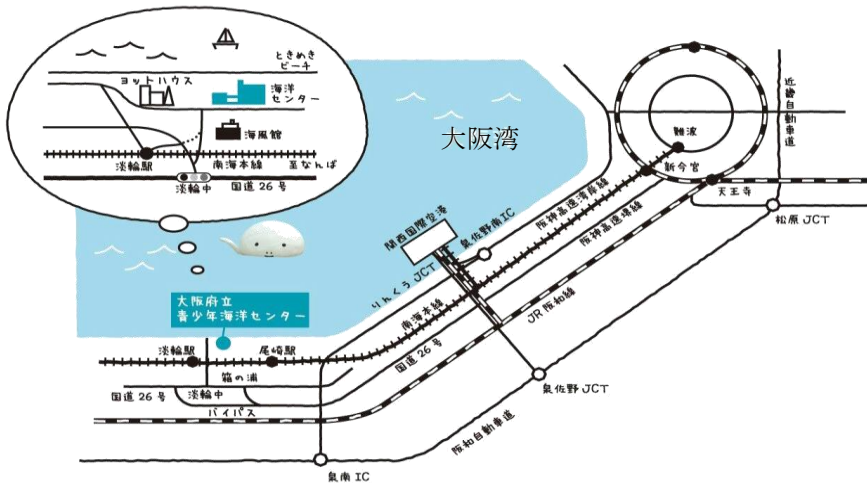 ときめき
ビーチ
ヨットハウス
海洋
センター
海風館
淡輪駅
南海本線
至なんば
淡輪中
国道26号
大阪湾
近畿自動車道
難波
新今宮
天王寺
松原JCT
阪神高速湾岸線
阪神高速堺線
関西国際空港
泉佐野南IC
りんくうJCT
南海本線
JR阪和線
国道26号
大阪府立
青少年海洋センター
淡輪駅
尾崎駅
箱の浦
国道26号
淡輪中
バイパス
泉佐野JCT
阪和自動車道
泉南IC